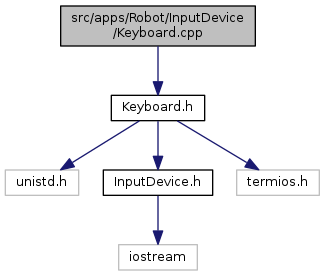 src/apps/Robot/InputDevice
/Keyboard.cpp
Keyboard.h
unistd.h
InputDevice.h
termios.h
iostream